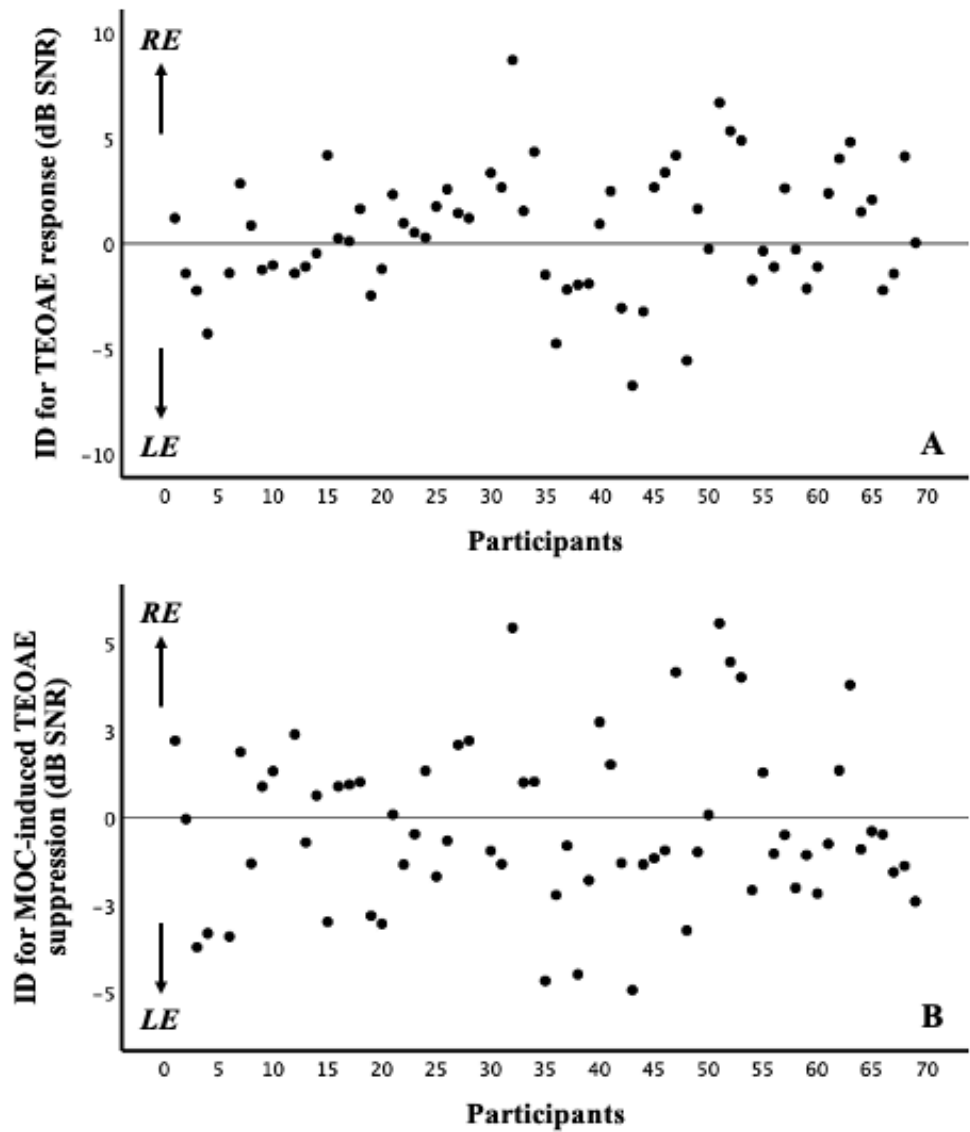 ID for TEOAE response (dB SNR)
10
5
0
−5
−10
RE
LE
A
0 5 10 15 20 25 30 35 40 45 50 55 60 65 70
Participants
ID for MOC-induced TEOAE
suppression (dB SNR)
5
3
0
−3
−5
RE
LE
B
0 5 10 15 20 25 30 35 40 45 50 55 60 65 70
Participants